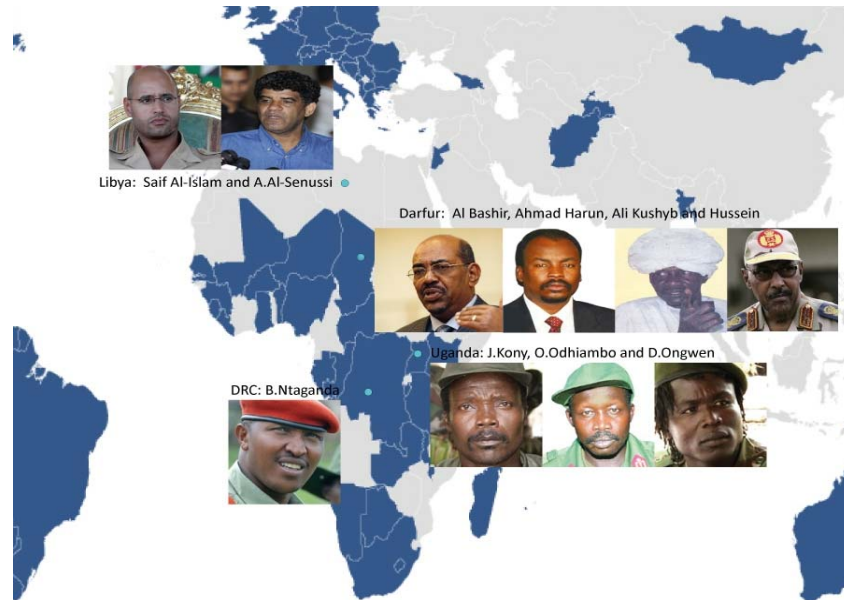 Libya: Saif Al-Islam and A.Al-Senussi
Darfur: Al Bashir, Ahmad Harun, Ali Kushyb and Hussein
Uganda: J.Kony, O.Odhiambo and D.Ongwen
DRC: B.Ntaganda